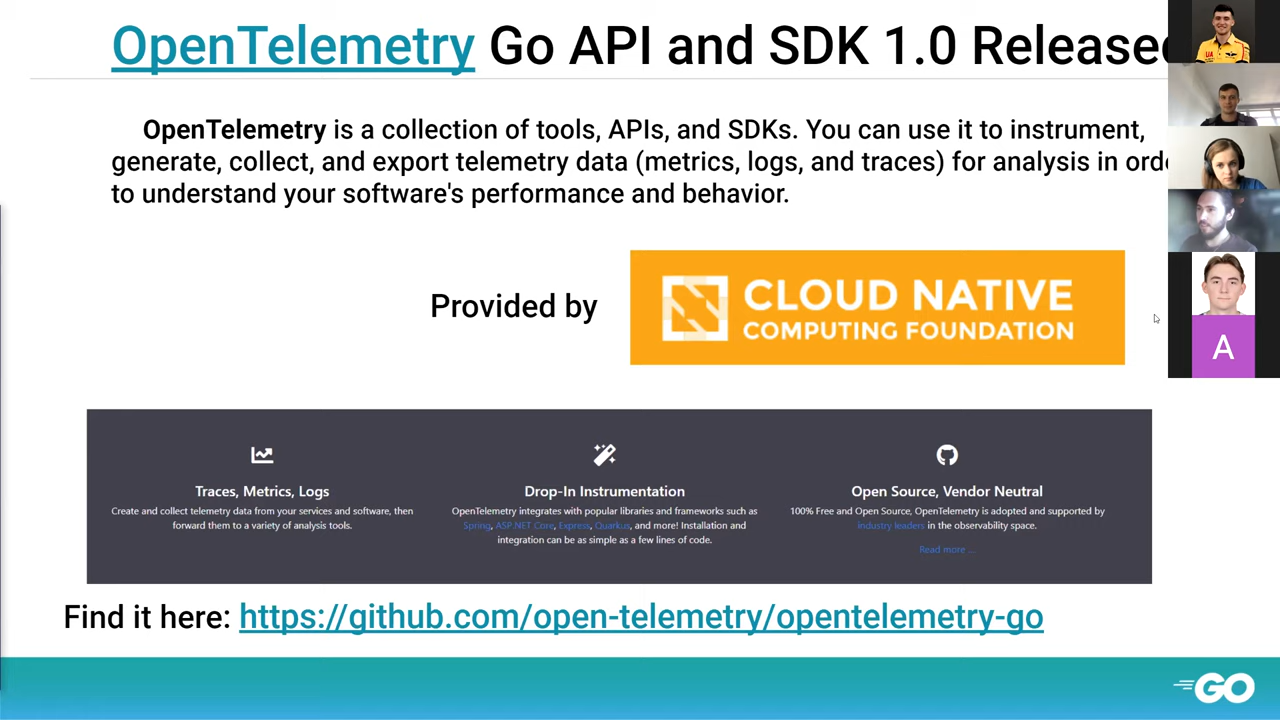 OpenTelemetry Go API and SDK 1.0 Released
OpenTelemetry is a collection of tools, APIs, and SDKs. You can use it to instrument,
generate, collect, and export telemetry data (metrics, logs, and traces) for analysis in orde
to understand your software's performance and behavior.
Provided by
CLOUD NATIVE
COMPUTING FOUNDATION
Traces, Metrics, Logs
Create and collect telemetry data from your services and software, then
forward them to a variety of analysis tools.
Drop-In Instrumentation
OpenTelemetry integrates with popular libraries and frameworks such as
Spring, ASP.NET Core, Express, Quarkus, and more! Installation and
integration can be as simple as a few lines of code.
Open Source, Vendor Neutral
100% Free and Open Source, OpenTelemetry is adopted and supported by
industry leaders in the observability space.
Read more ...
Find it here: https://github.com/open-telemetry/opentelemetry-go
GO
UA
A